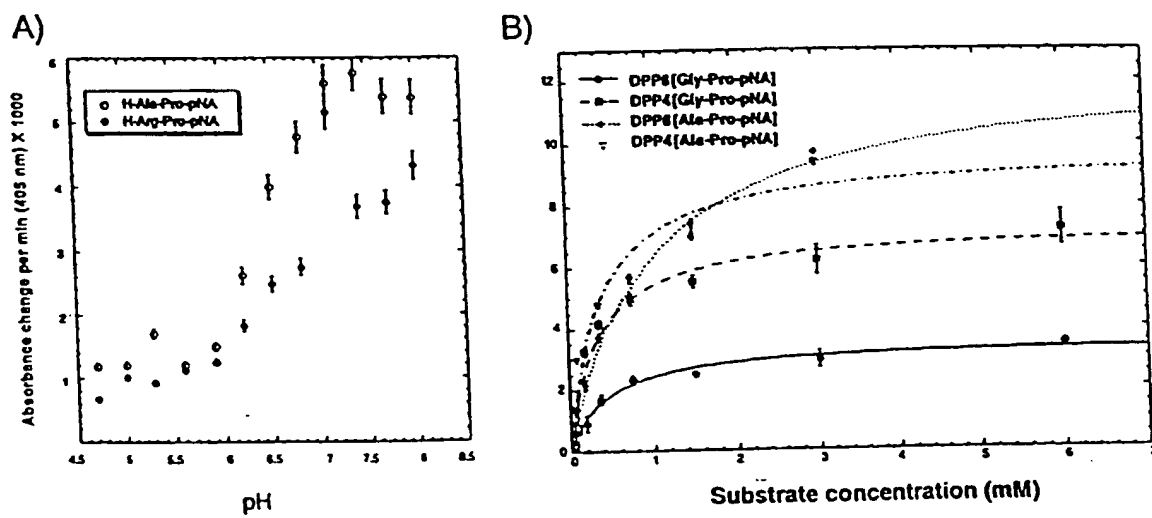 A)
B)
Absorbance change per min (405 nm) X 1000
6
5
4
3
2
1
H-Ala-Pro-pNA
H-Arg-Pro-pNA
4.5 5 5.5 6 6.5 7 7.5 8 8.5
pH
12
10
8
6
4
2
0
DPP8[Gly-Pro-pNA]
DPP4[Gly-Pro-pNA]
DPP8[Ala-Pro-pNA]
DPP4[Ala-Pro-pNA]
0 1 2 3 4 5 6 7
Substrate concentration (mM)